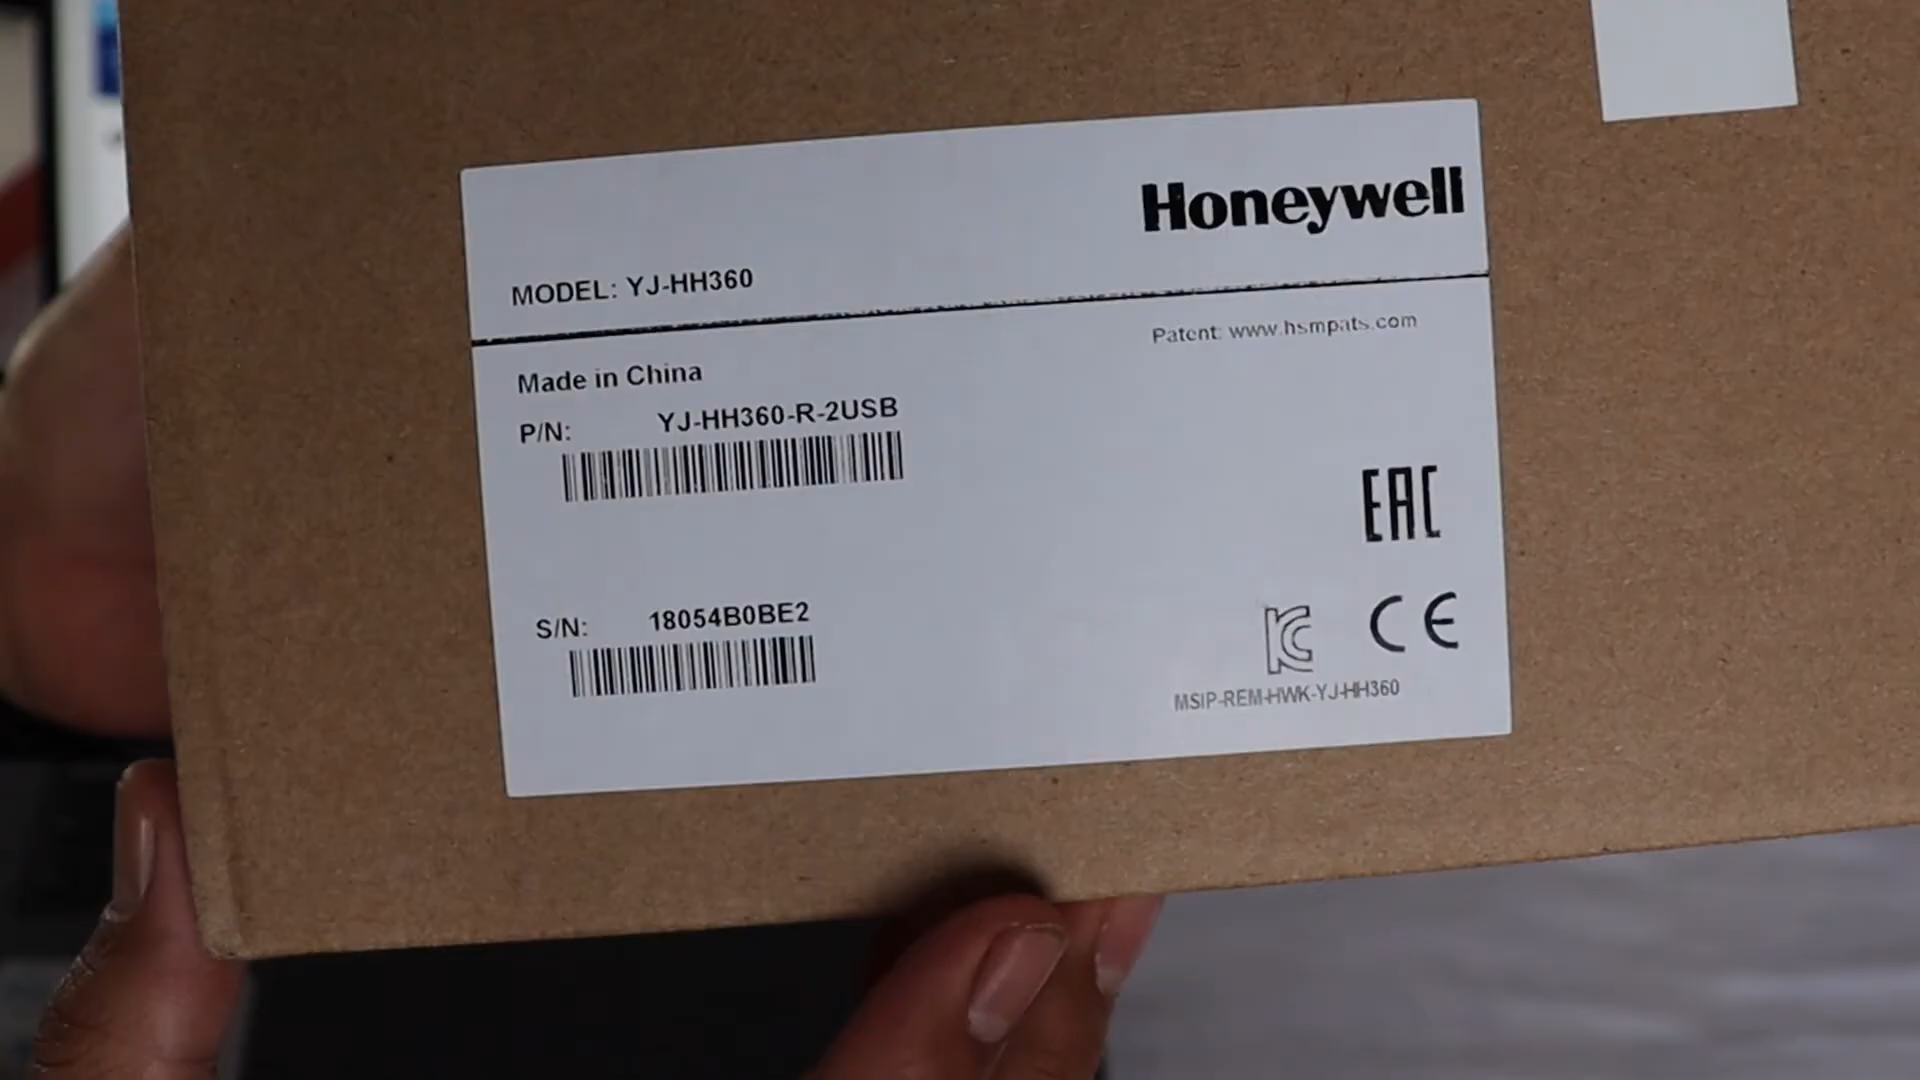 Honeywell
MODEL: YJ-HH360
Patent: www.hsmpats.com
Made in China
P/N: YJ-HH360-R-2USB
EAC
S/N: 18054B0BE2
KC CE
MSIP-REM-HWK-YJ-HH360